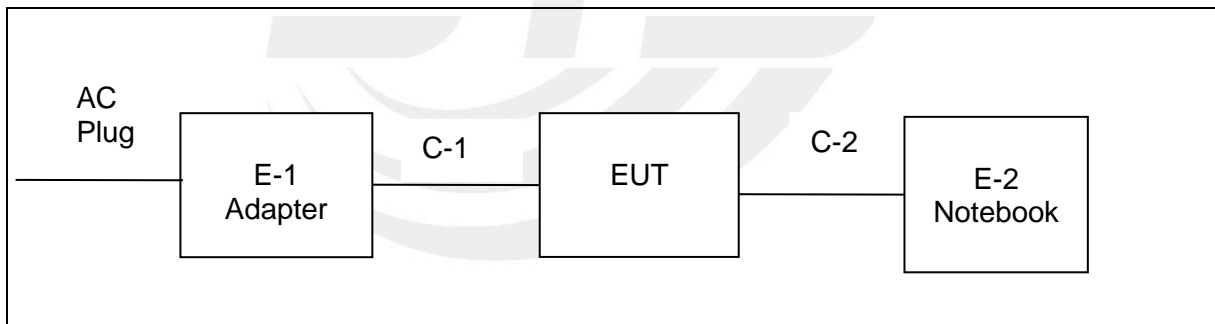 AC
Plug
E-1
Adapter
C-1
EUT
C-2
E-2
Notebook